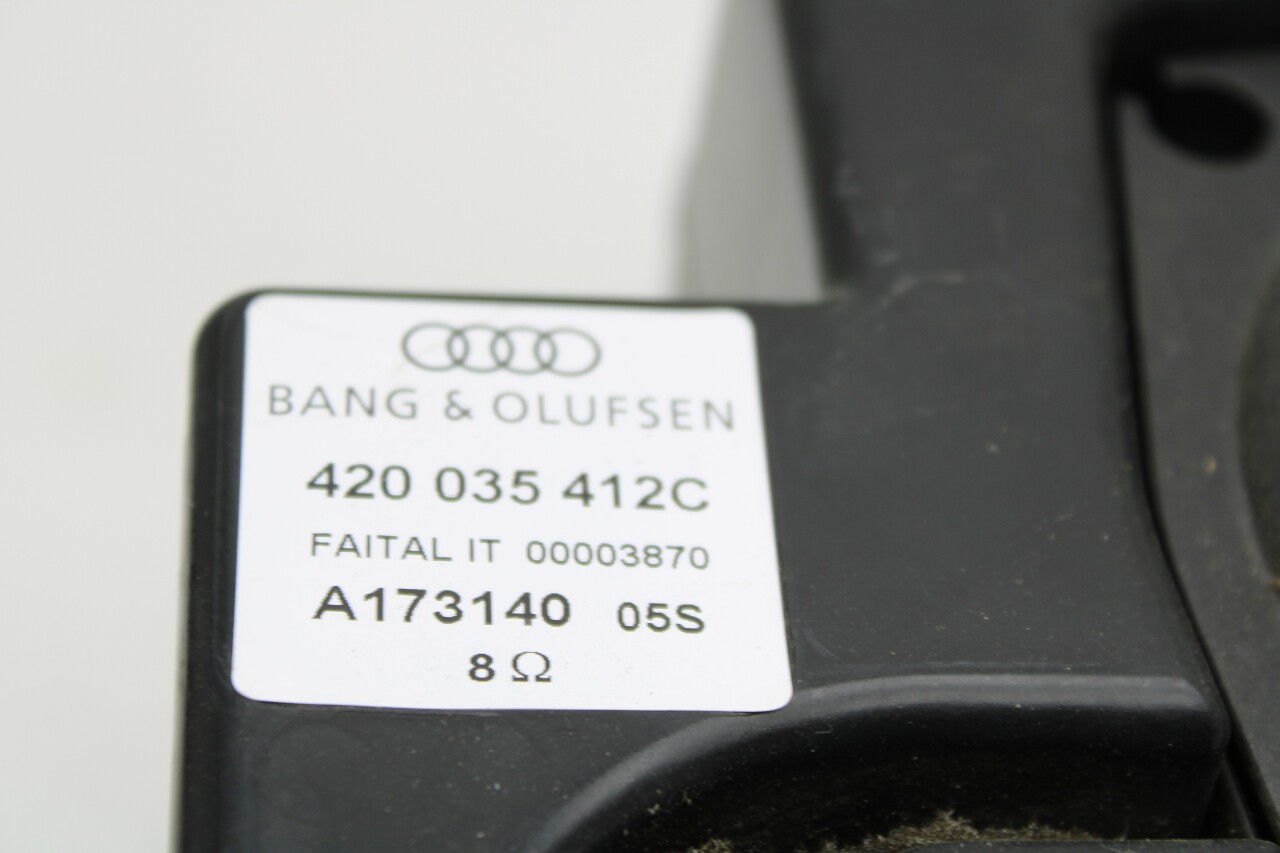 BANG & OLUFSEN
420 035 412C
FAITAL IT 00003870
A173140 05S
8 Ω